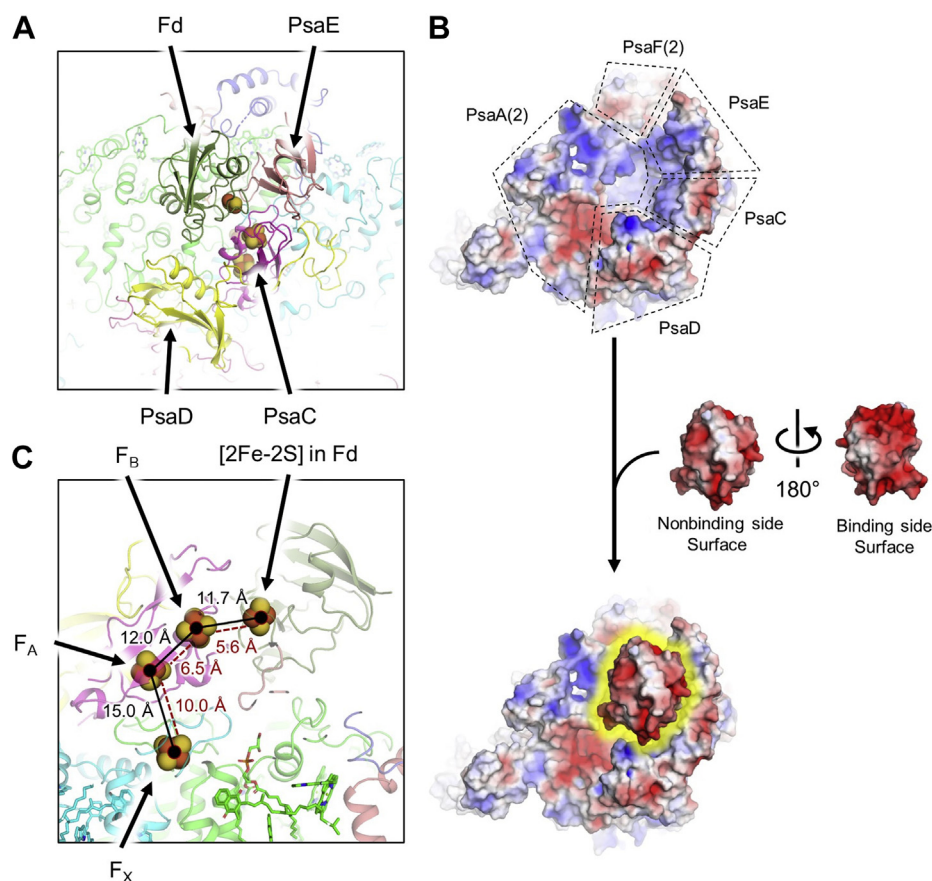 A
Fd
PsaE
PsaD
PsaC
B
PsaF(2)
PsaA(2)
PsaE
PsaC
PsaD
180°
Nonbinding side
Surface
Binding side
Surface
C
F_B
[2Fe-2S] in Fd
11.7 Å
12.0 Å
5.6 Å
F_A
6.5 Å
15.0 Å
10.0 Å
F_X